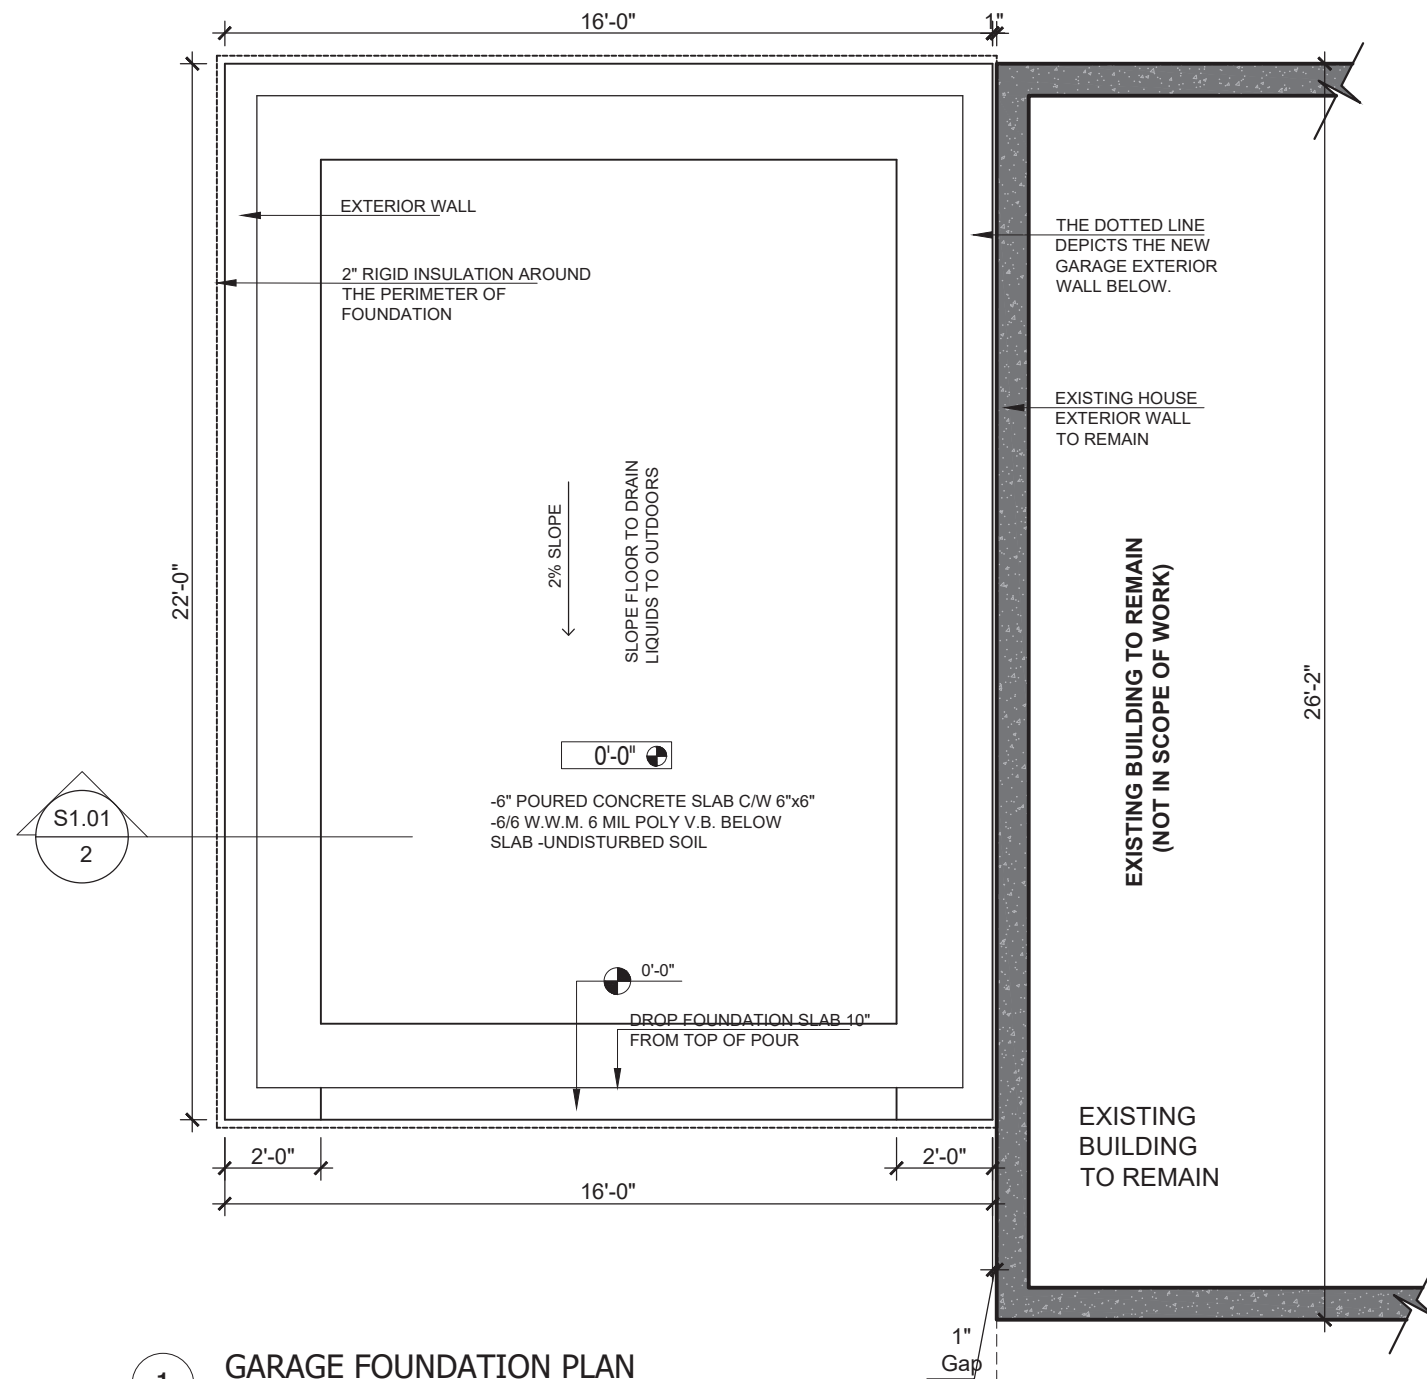 16'-0"
1"
EXTERIOR WALL
2" RIGID INSULATION AROUND
THE PERIMETER OF
FOUNDATION
THE DOTTED LINE
DEPICTS THE NEW
GARAGE EXTERIOR
WALL BELOW.
EXISTING HOUSE
EXTERIOR WALL
TO REMAIN
22'-0"
2% SLOPE
SLOPE FLOOR TO DRAIN
LIQUIDS TO OUTDOORS
EXISTING BUILDING TO REMAIN
(NOT IN SCOPE OF WORK)
26'-2"
0'-0"
-6" POURED CONCRETE SLAB C/W 6"x6"
-6/6 W.W.M. 6 MIL POLY V.B. BELOW
SLAB -UNDISTURBED SOIL
S1.01
2
0'-0"
DROP FOUNDATION SLAB 10"
FROM TOP OF POUR
EXISTING
BUILDING
TO REMAIN
2'-0"
2'-0"
16'-0"
1"
Gap
1
GARAGE FOUNDATION PLAN